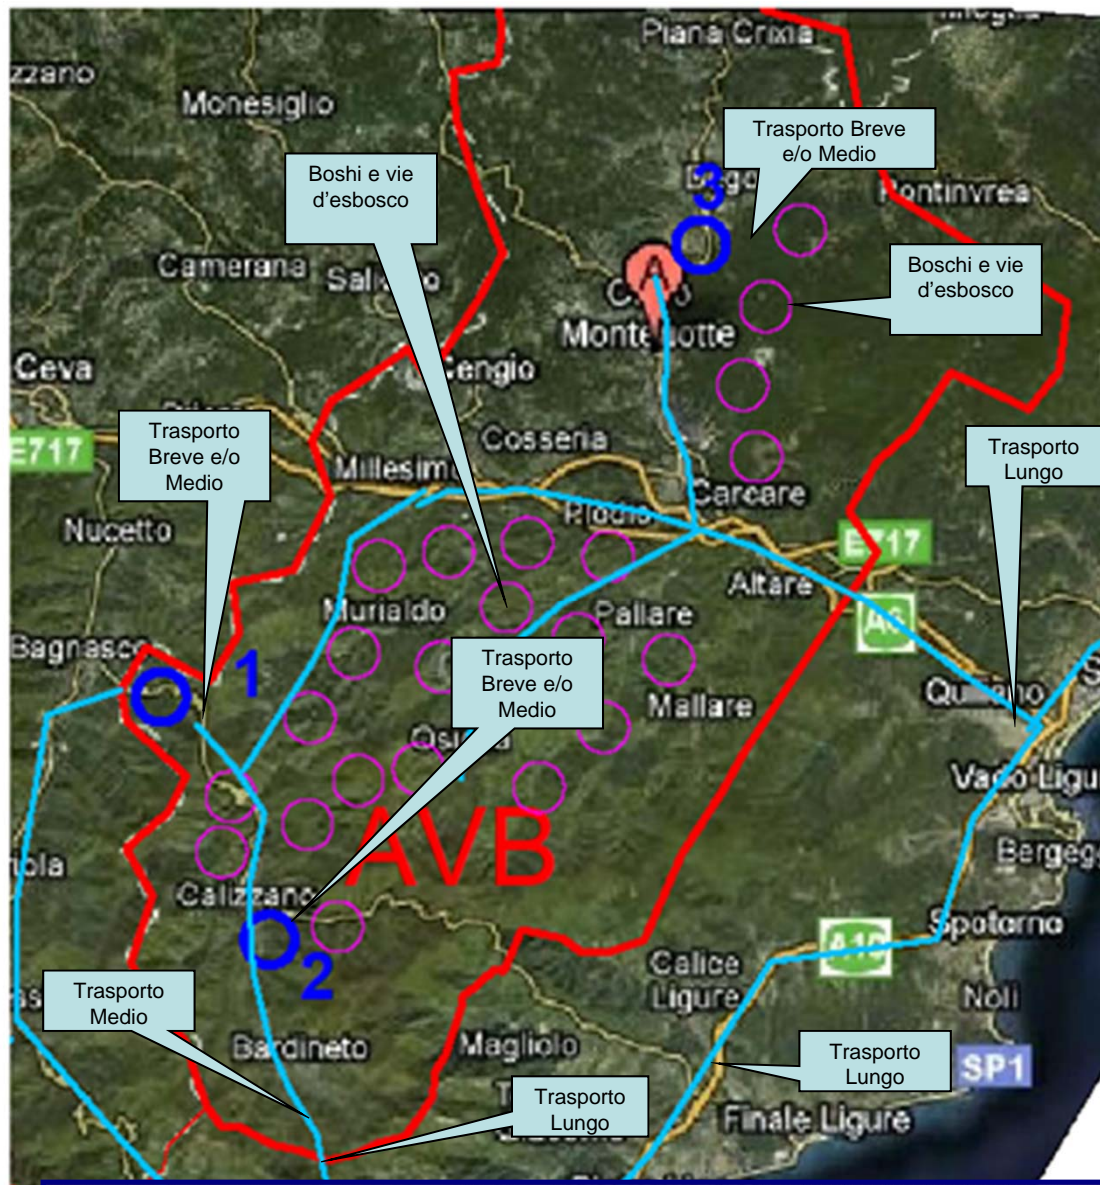 Piana Crixia
zzano
Monesiglio
Trasporto Breve
e/o Medio
Boshi e vie
d'esbosco
3
Pontinvrea
Camerana
Boschi e vie
d'esbosco
A
Montenotte
Ceva
Cengio
E717
Trasporto
Breve e/o
Medio
Cosseria
Trasporto
Lungo
Millesimo
Carcare
Nucetto
E717
Altare
Murialdo
Pallare
A6
Bagnasco
1
Trasporto
Breve e/o
Medio
Quiliano
Mallare
Vado Ligu
AVB
Bergegg
Calizzano
Spotorno
A10
2
Calice
Ligure
Noli
Trasporto
Medio
Bardineto
Magliolo
Trasporto
Lungo
SP1
Trasporto
Lungo
Finale Ligure